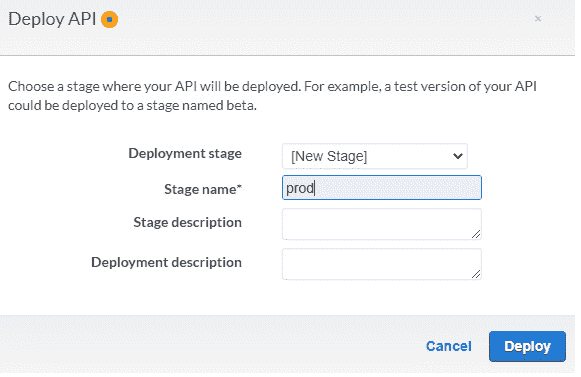 Deploy API
×
Choose a stage where your API will be deployed. For example, a test version of your API
could be deployed to a stage named beta.
Deployment stage [New Stage]
Stage name* prod
Stage description
Deployment description
Cancel Deploy